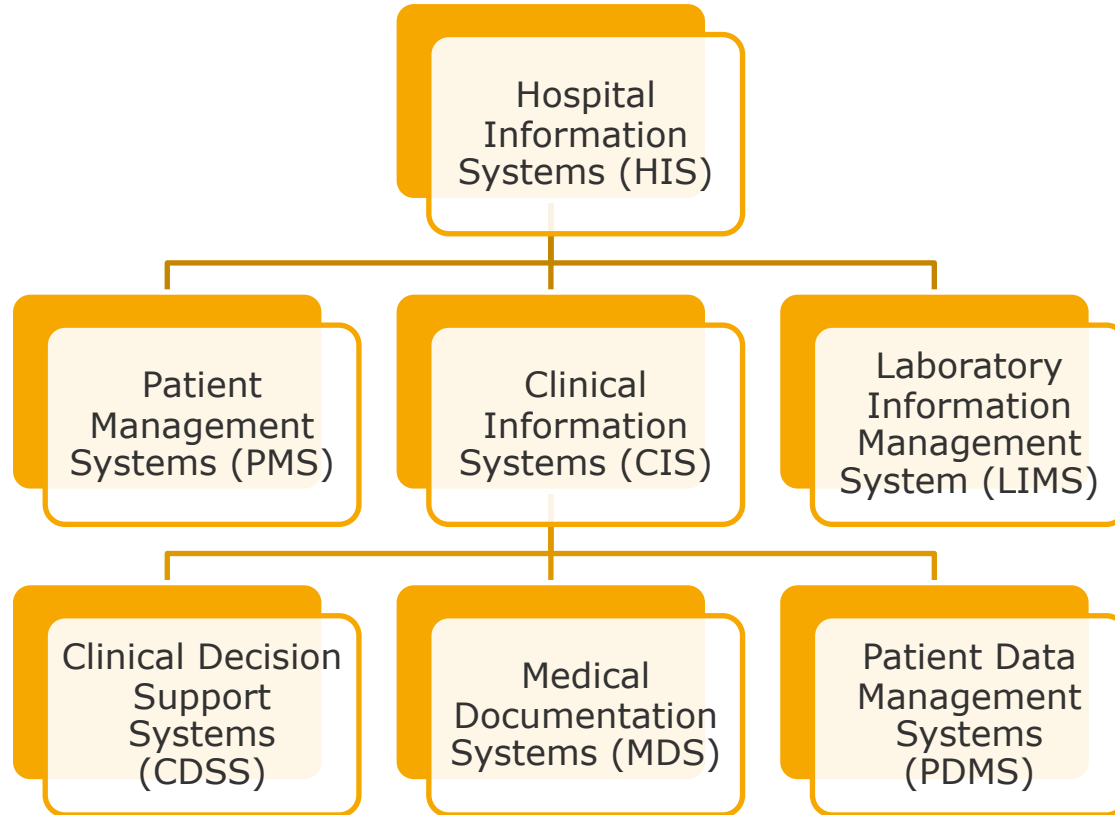 Hospital
Information
Systems (HIS)
Patient
Management
Systems (PMS)
Clinical
Information
Systems (CIS)
Laboratory
Information
Management
System (LIMS)
Clinical Decision
Support
Systems
(CDSS)
Medical
Documentation
Systems (MDS)
Patient Data
Management
Systems
(PDMS)